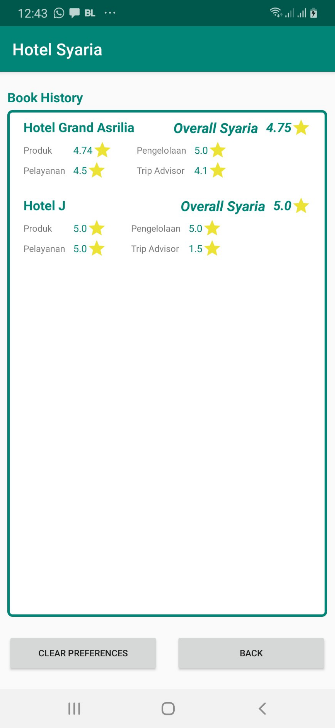 12:43 BL ...
Hotel Syaria
Book History
Hotel Grand Asrilia Overall Syaria 4.75
Produk 4.74 Pengelolaan 5.0
Pelayanan 4.5 Trip Advisor 4.1
Hotel J Overall Syaria 5.0
Produk 5.0 Pengelolaan 5.0
Pelayanan 5.0 Trip Advisor 1.5
CLEAR PREFERENCES BACK